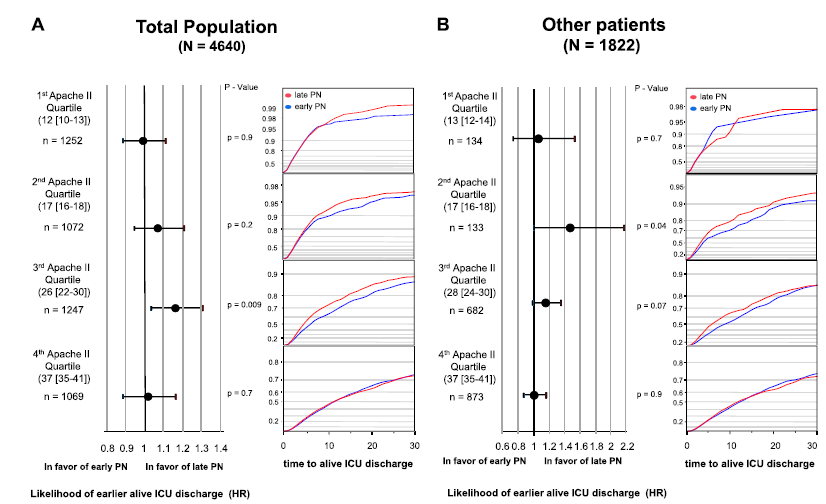 A
Total Population
(N = 4640)
P - Value
1st Apache II
Quartile
(12 [10-13])
n = 1252
p = 0.9
late PN
early PN
0.99
0.98
0.95
0.9
0.8
0.5
2nd Apache II
Quartile
(17 [16-18])
n = 1072
p = 0.2
0.98
0.95
0.9
0.8
0.5
3rd Apache II
Quartile
(26 [22-30])
n = 1247
p = 0.009
0.9
0.8
0.7
0.5
0.2
4th Apache II
Quartile
(37 [35-41])
n = 1069
p = 0.7
0.8
0.7
0.6
0.5
0.2
0.8 0.9 1 1.1 1.2 1.3 1.4
0 10 20 30
In favor of early PN In favor of late PN
time to alive ICU discharge
Likelihood of earlier alive ICU discharge (HR)
B
Other patients
(N = 1822)
P - Value
1st Apache II
Quartile
(13 [12-14])
n = 134
p = 0.7
late PN
early PN
0.98
0.95
0.9
0.8
0.5
2nd Apache II
Quartile
(17 [16-18])
n = 133
p = 0.04
0.95
0.9
0.8
0.7
0.5
0.2
3rd Apache II
Quartile
(28 [24-30])
n = 682
p = 0.07
0.9
0.8
0.7
0.5
0.2
4th Apache II
Quartile
(37 [35-41])
n = 873
p = 0.9
0.8
0.7
0.6
0.5
0.2
0.6 0.8 1 1.2 1.4 1.6 1.8 2 2.2
0 10 20 30
In favor of early PN In favor of late PN
time to alive ICU discharge
Likelihood of earlier alive ICU discharge (HR)